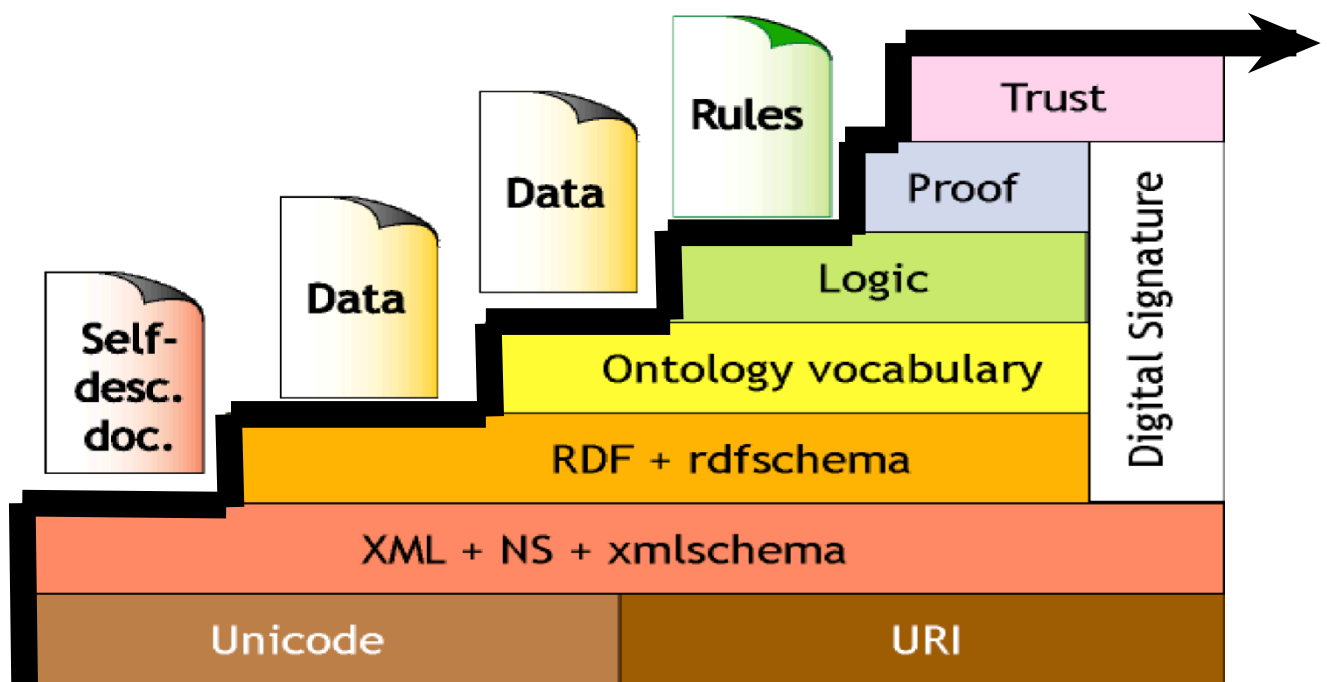 Rules
Trust
Data
Proof
Data
Logic
Self-
desc.
doc.
Ontology vocabulary
Digital Signature
RDF + rdfschema
XML + NS + xmlschema
Unicode
URI